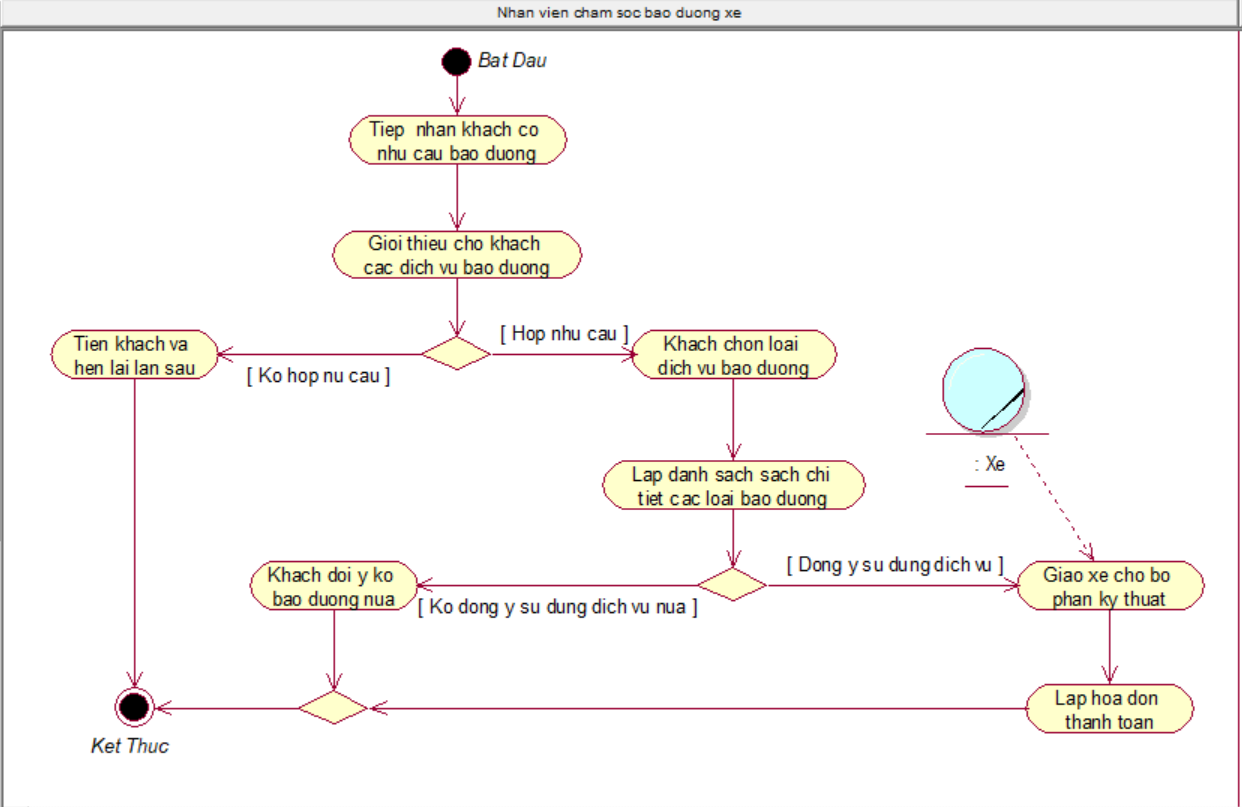 Nhan vien cham soc bao duong xe
Bat Dau
Tiep nhan khach co
nhu cau bao duong
Gioi thieu cho khach
cac dich vu bao duong
[ Hop nhu cau ]
Tien khach va
hen lai lan sau
[ Ko hop nu cau ]
Khach chon loai
dich vu bao duong
: Xe
Lap danh sach sach chi
tiet cac loai bao duong
[ Dong y su dung dich vu ]
Khach doi y ko
bao duong nua
[ Ko dong y su dung dich vu nua ]
Giao xe cho bo
phan ky thuat
Lap hoa don
thanh toan
Ket Thuc